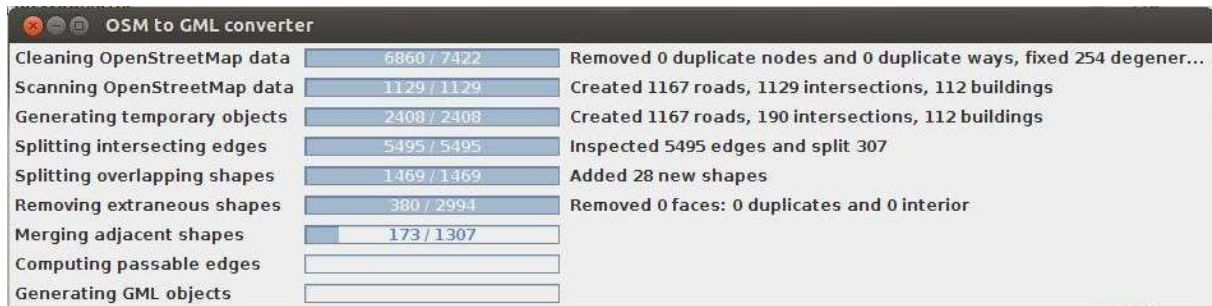 OSM to GML converter
Cleaning OpenStreetMap data 6860 / 7422 Removed 0 duplicate nodes and 0 duplicate ways, fixed 254 degener...
Scanning OpenStreetMap data 1129 / 1129 Created 1167 roads, 1129 intersections, 112 buildings
Generating temporary objects 2408 / 2408 Created 1167 roads, 190 intersections, 112 buildings
Splitting intersecting edges 5495 / 5495 Inspected 5495 edges and split 307
Splitting overlapping shapes 1469 / 1469 Added 28 new shapes
Removing extraneous shapes 380 / 2994 Removed 0 faces: 0 duplicates and 0 interior
Merging adjacent shapes 173 / 1307
Computing passable edges
Generating GML objects